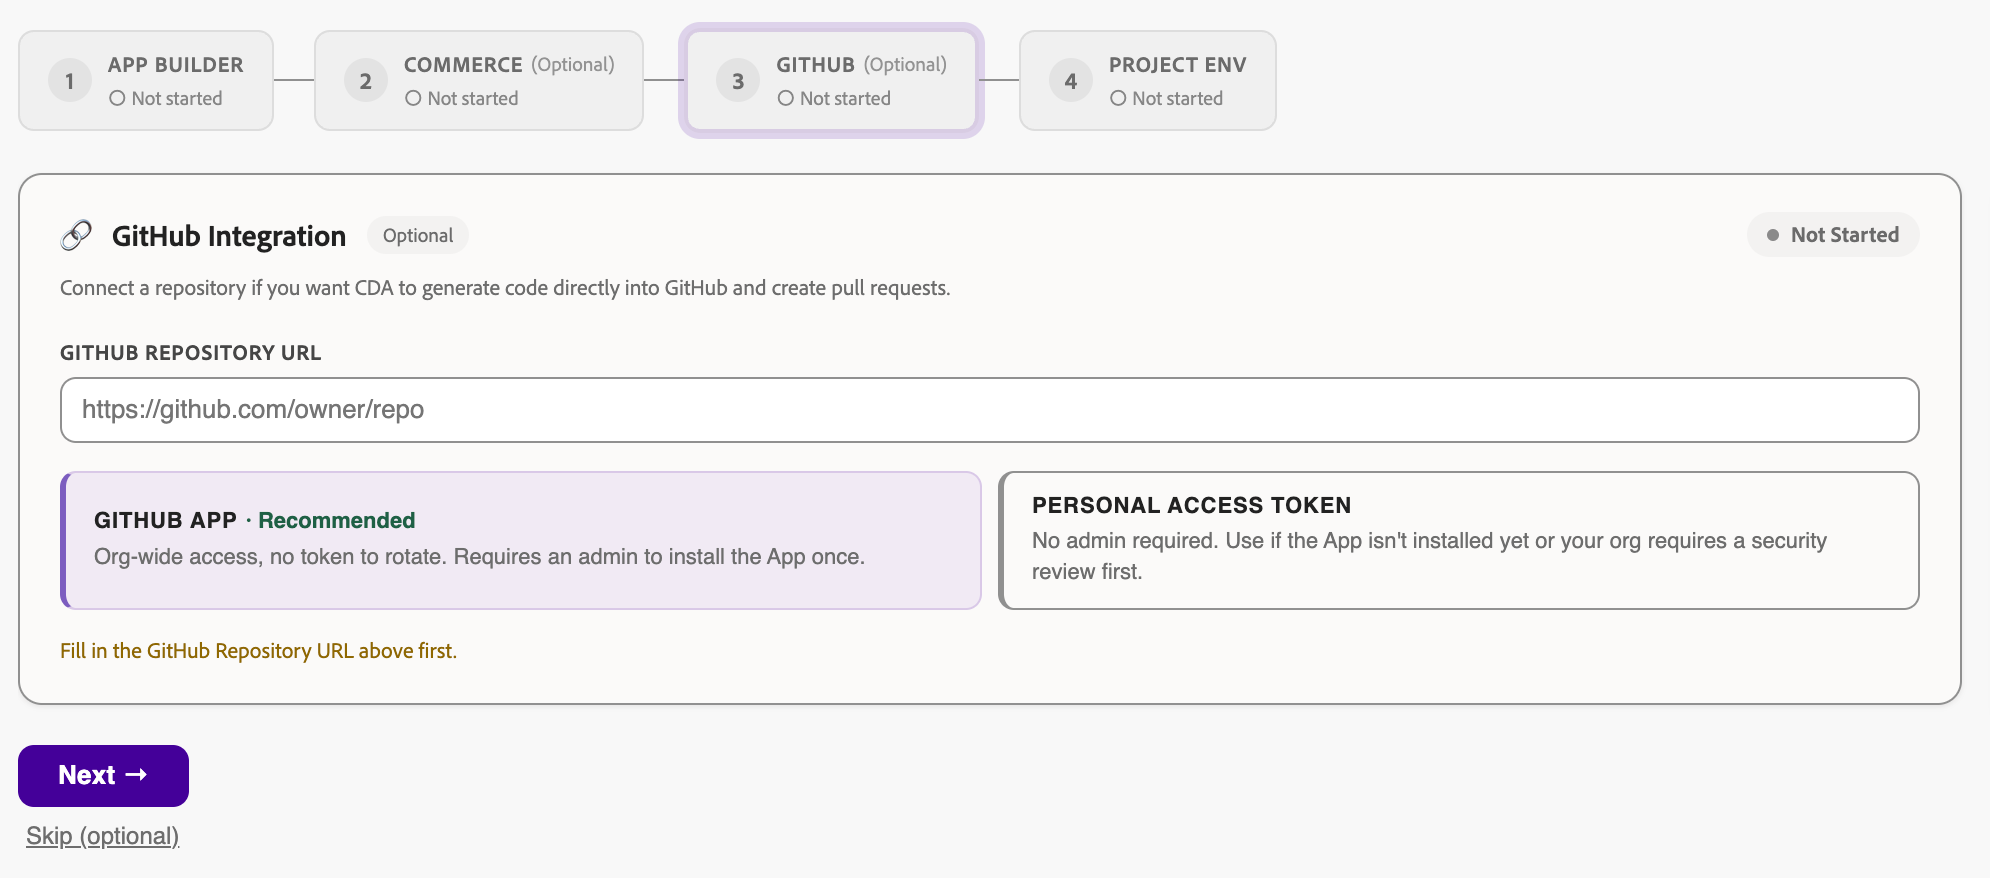 1
APP BUILDER
Not started
2
COMMERCE (Optional)
Not started
3
GITHUB (Optional)
Not started
4
PROJECT ENV
Not started
GitHub Integration
Optional
Not Started
Connect a repository if you want CDA to generate code directly into GitHub and create pull requests.
GITHUB REPOSITORY URL
https://github.com/owner/repo
GITHUB APP · Recommended
Org-wide access, no token to rotate. Requires an admin to install the App once.
PERSONAL ACCESS TOKEN
No admin required. Use if the App isn't installed yet or your org requires a security
review first.
Fill in the GitHub Repository URL above first.
Next →
Skip (optional)